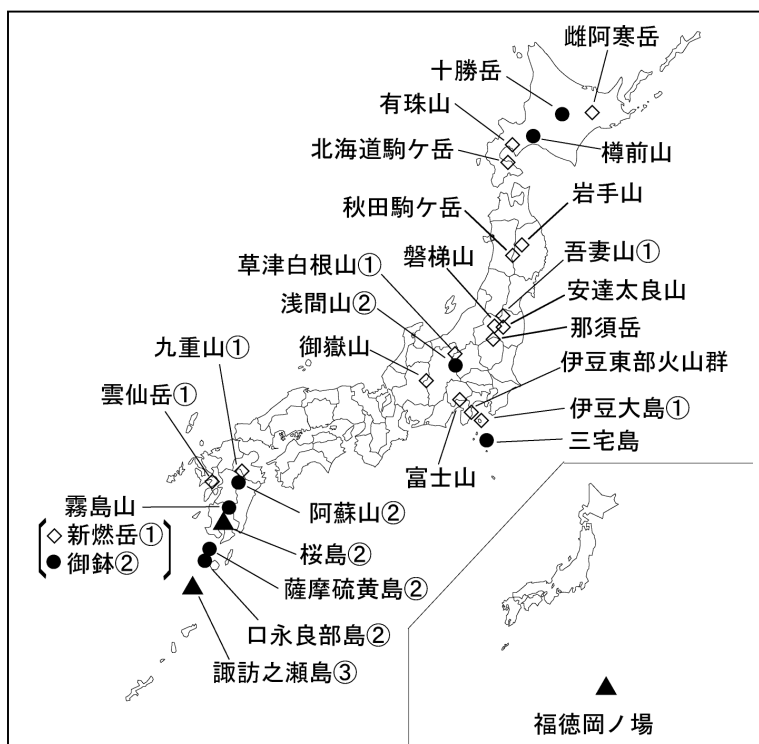 雌阿寒岳
十勝岳
有珠山
北海道駒ケ岳
樽前山
岩手山
秋田駒ケ岳
磐梯山
吾妻山①
草津白根山①
安達太良山
浅間山②
那須岳
九重山①
御嶽山
伊豆東部火山群
雲仙岳①
伊豆大島①
三宅島
富士山
霧島山
阿蘇山②
新燃岳①
桜島②
御鉢②
薩摩硫黄島②
口永良部島②
諏訪之瀬島③
福徳岡ノ場